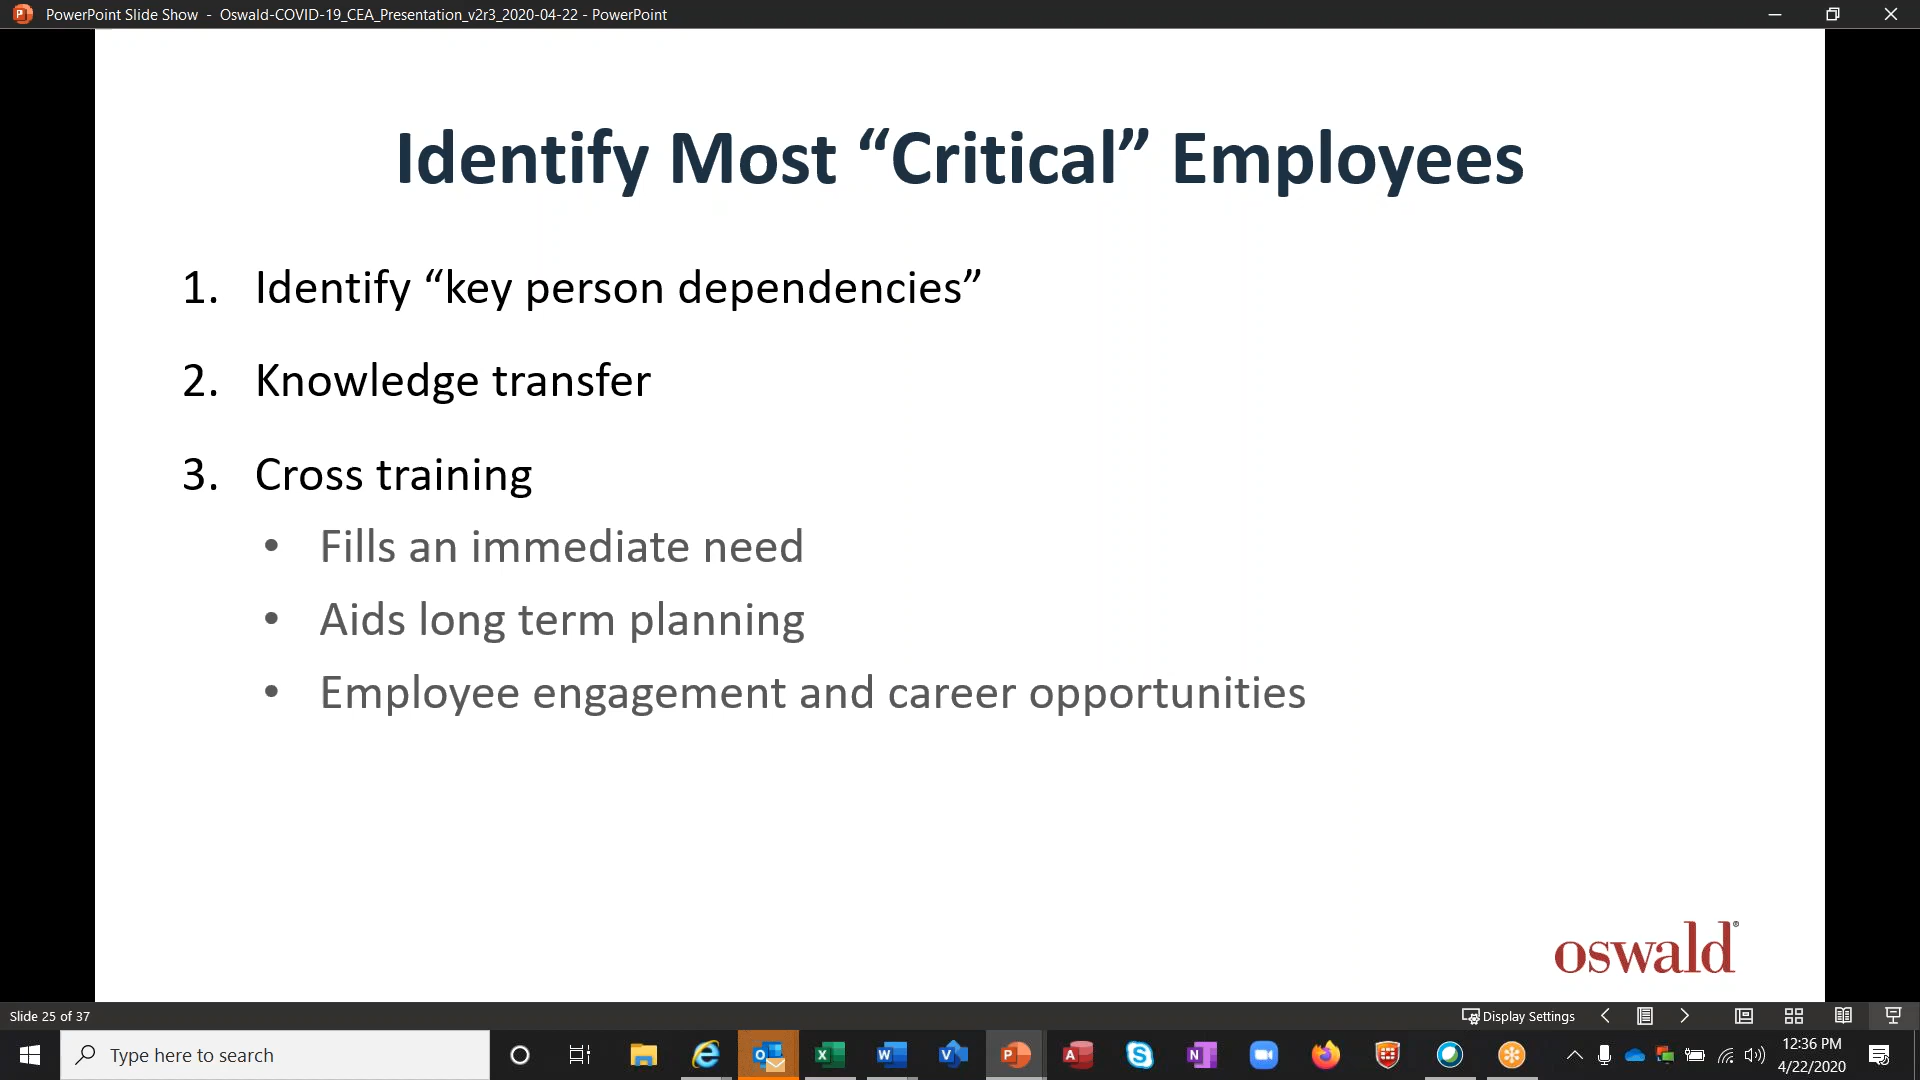 PowerPoint Slide Show - Oswald-COVID-19_CEA_Presentation_v2r3_2020-04-22 - PowerPoint
Identify Most “Critical” Employees
1. Identify “key person dependencies”
2. Knowledge transfer
3. Cross training
• Fills an immediate need
• Aids long term planning
• Employee engagement and career opportunities
oswald®
Slide 25 of 37
Display Settings
Type here to search
12:36 PM
4/22/2020